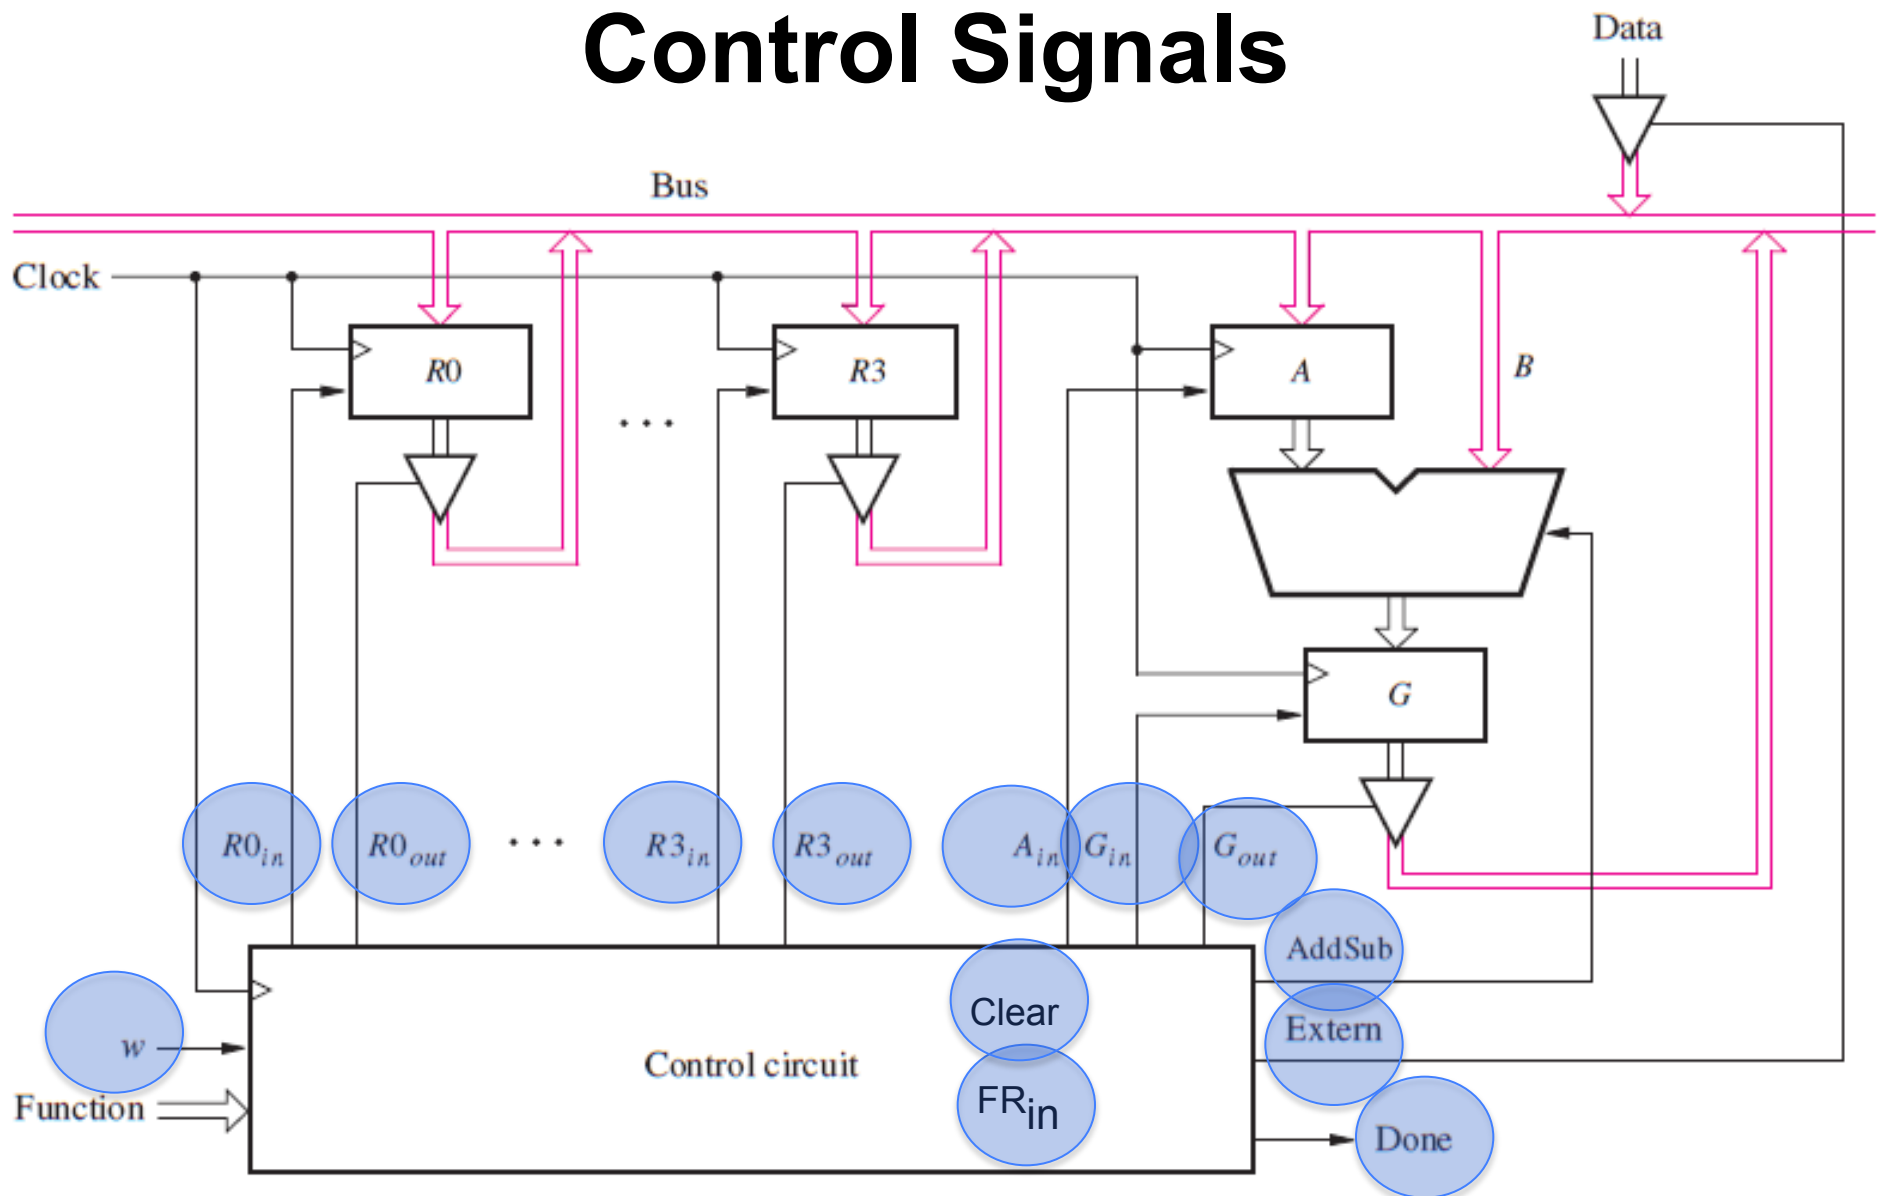 Control Signals
Data
Bus
Clock
R0
R3
A
B
...
G
R0in
R0out
...
R3in
R3out
Ain
Gin
Gout
AddSub
Clear
Extern
w
Control circuit
FRin
Function
Done